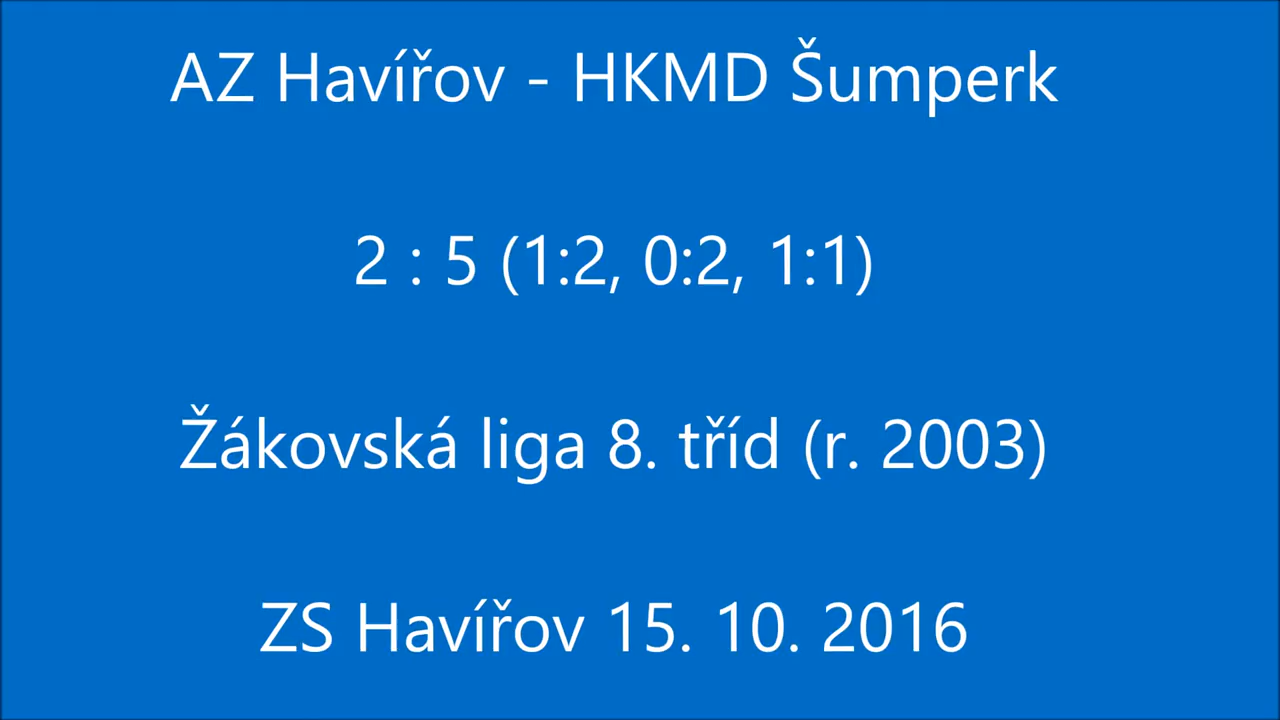 AZ Havířov - HKMD Šumperk
2 : 5 (1:2, 0:2, 1:1)
Žákovská liga 8. tříd (r. 2003)
ZS Havířov 15. 10. 2016